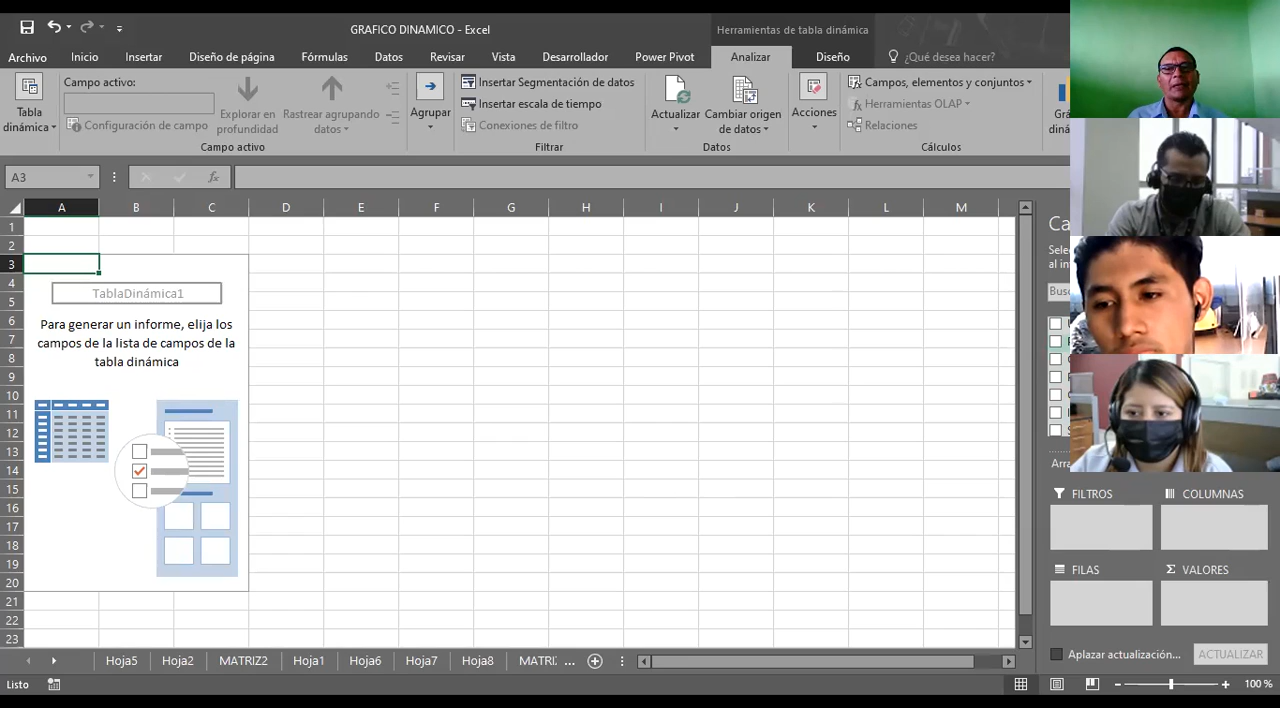 GRAFICO DINAMICO - Excel
Herramientas de tabla dinámica
Archivo Inicio Insertar Diseño de página Fórmulas Datos Revisar Vista Desarrollador Power Pivot Analizar Diseño ¿Qué desea hacer?
Tabla dinámica
Campo activo:
Configuración de campo
Explorar en profundidad
Rastrear agrupando datos
Campo activo
Agrupar
Insertar Segmentación de datos
Insertar escala de tiempo
Conexiones de filtro
Filtrar
Actualizar
Cambiar origen de datos
Datos
Acciones
Campos, elementos y conjuntos
Herramientas OLAP
Relaciones
Cálculos
A3
fx
A B C D E F G H I J K L M
1
2
3
4
5
6
7
8
9
10
11
12
13
14
15
16
17
18
19
20
21
22
23
TablaDinámica1
Para generar un informe, elija los
campos de la lista de campos de la
tabla dinámica
FILTROS
COLUMNAS
FILAS
Σ VALORES
Aplazar actualización...
ACTUALIZAR
Hoja5 Hoja2 MATRIZ2 Hoja1 Hoja6 Hoja7 Hoja8 ...
Listo
100 %